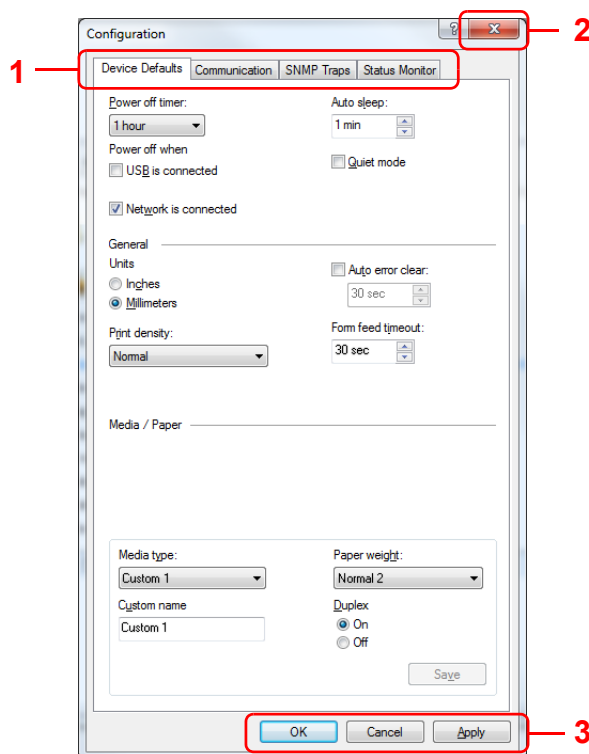 Configuration
?
2
1
Device Defaults Communication SNMP Traps Status Monitor
Power off timer: Auto sleep:
1 hour 1 min
Power off when
USB is connected Quiet mode
Network is connected
General
Units Auto error clear:
Inches 30 sec
Millimeters
Print density: Form feed timeout:
Normal 30 sec
Media / Paper
Media type: Paper weight:
Custom 1 Normal 2
Custom name Duplex
Custom 1 On
Off
Save
OK Cancel Apply 3